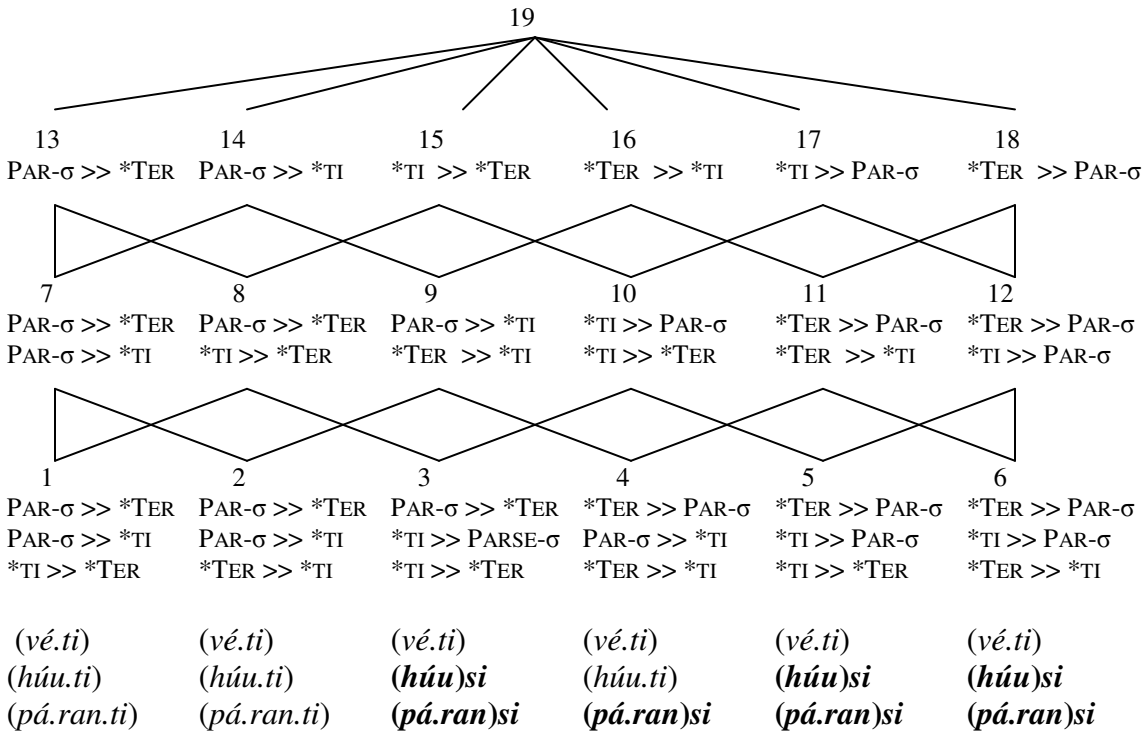 19
13 14 15 16 17 18
PAR-σ >> *TER PAR-σ >> *TI *TI >> *TER *TER >> *TI *TI >> PAR-σ *TER >> PAR-σ
7 8 9 10 11 12
PAR-σ >> *TER PAR-σ >> *TER PAR-σ >> *TI *TI >> PAR-σ *TER >> PAR-σ *TER >> PAR-σ
PAR-σ >> *TI *TI >> *TER *TER >> *TI *TI >> *TER *TER >> *TI *TI >> PAR-σ
1 2 3 4 5 6
PAR-σ >> *TER PAR-σ >> *TER PAR-σ >> *TER *TER >> PAR-σ *TER >> PAR-σ *TER >> PAR-σ
PAR-σ >> *TI PAR-σ >> *TI *TI >> PARSE-σ PAR-σ >> *TI *TI >> PAR-σ *TI >> PAR-σ
*TI >> *TER *TER >> *TI *TI >> *TER *TER >> *TI *TI >> *TER *TER >> *TI
(vé.ti) (vé.ti) (vé.ti) (vé.ti) (vé.ti) (vé.ti)
(húu.ti) (húu.ti) (húu)si (húu.ti) (húu)si (húu)si
(pá.ran.ti) (pá.ran.ti) (pá.ran)si (pá.ran)si (pá.ran)si (pá.ran)si